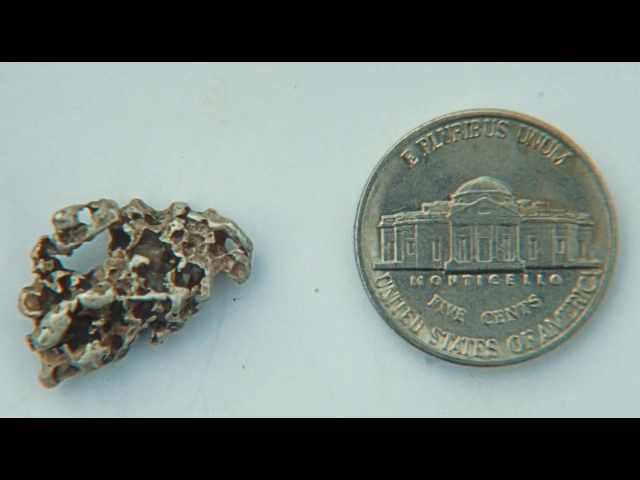 E PLURIBUS UNUM
MONTICELLO
FIVE CENTS
UNITED STATES OF AMERICA